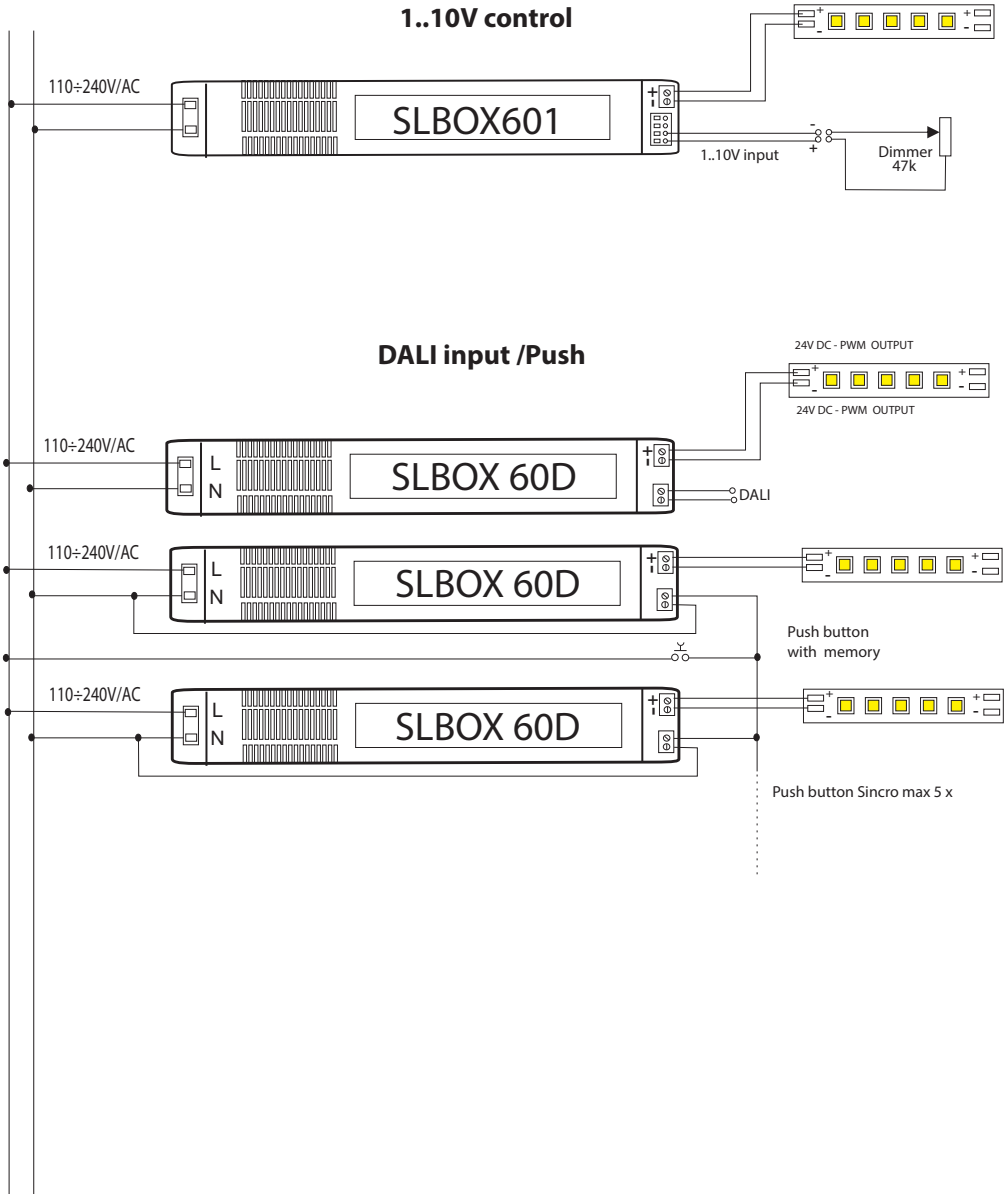 1..10V control
+
-
+
-
110÷240V/AC
SLBOX601
+
-
1..10V input
-
+
Dimmer
47k
DALI input /Push
24V DC - PWM OUTPUT
+
-
+
-
24V DC - PWM OUTPUT
110÷240V/AC
L
N
SLBOX 60D
+
-
DALI
110÷240V/AC
L
N
SLBOX 60D
+
-
+
-
+
-
Push button
with memory
110÷240V/AC
L
N
SLBOX 60D
+
-
+
-
+
-
Push button Sincro max 5 x